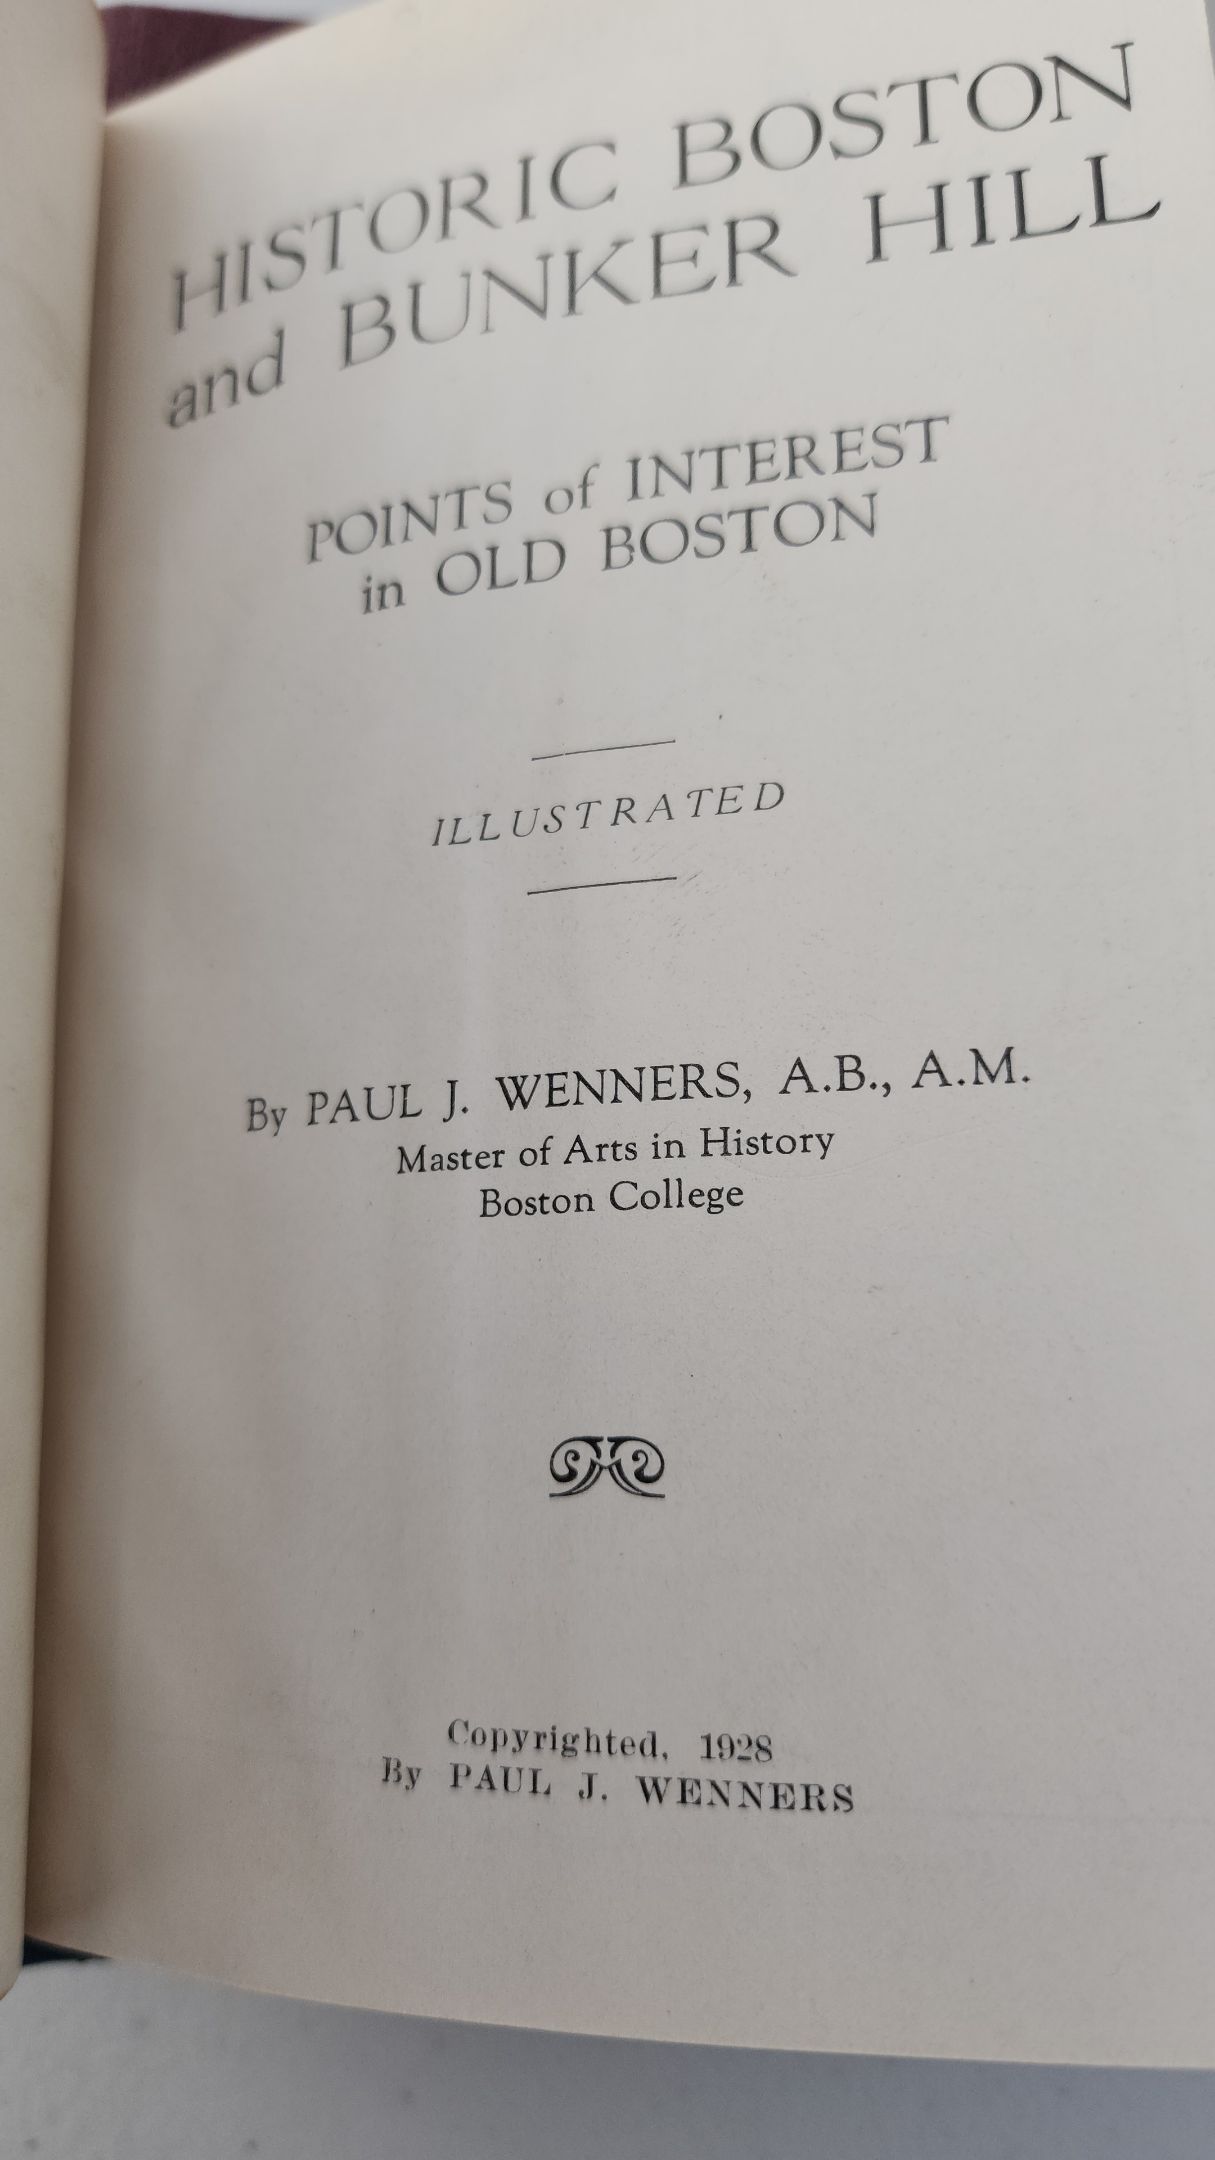 HISTORIC BOSTON
and BUNKER HILL
POINTS of INTEREST
in OLD BOSTON
ILLUSTRATED
By PAUL J. WENNERS, A.B., A.M.
Master of Arts in History
Boston College
Copyrighted, 1928
By PAUL J. WENNERS